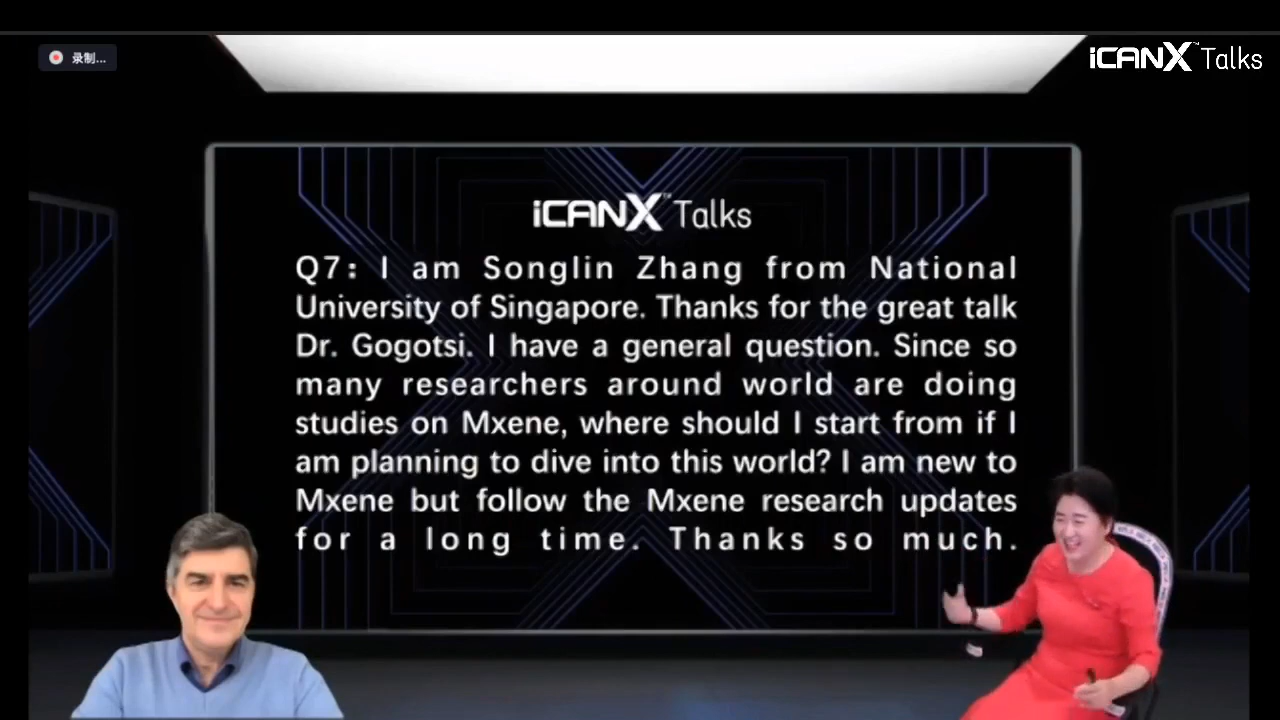 录制...
iCANX™ Talks
iCANX™ Talks
Q7: I am Songlin Zhang from National
University of Singapore. Thanks for the great talk
Dr. Gogotsi. I have a general question. Since so
many researchers around world are doing
studies on Mxene, where should I start from if I
am planning to dive into this world? I am new to
Mxene but follow the Mxene research updates
for a long time. Thanks so much.